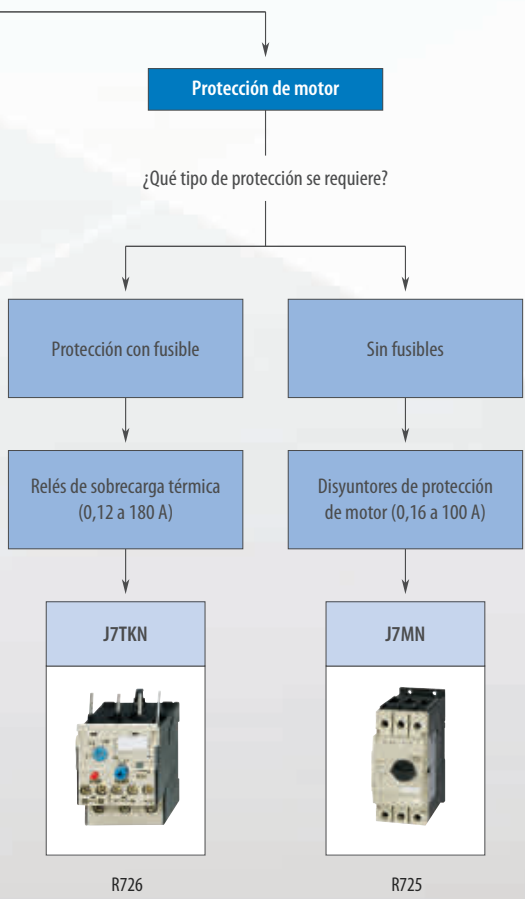 Protección de motor
¿Qué tipo de protección se requiere?
Protección con fusible
Sin fusibles
Relés de sobrecarga térmica
(0,12 a 180 A)
Disyuntores de protección
de motor (0,16 a 100 A)
J7TKN
J7MN
R726
R725